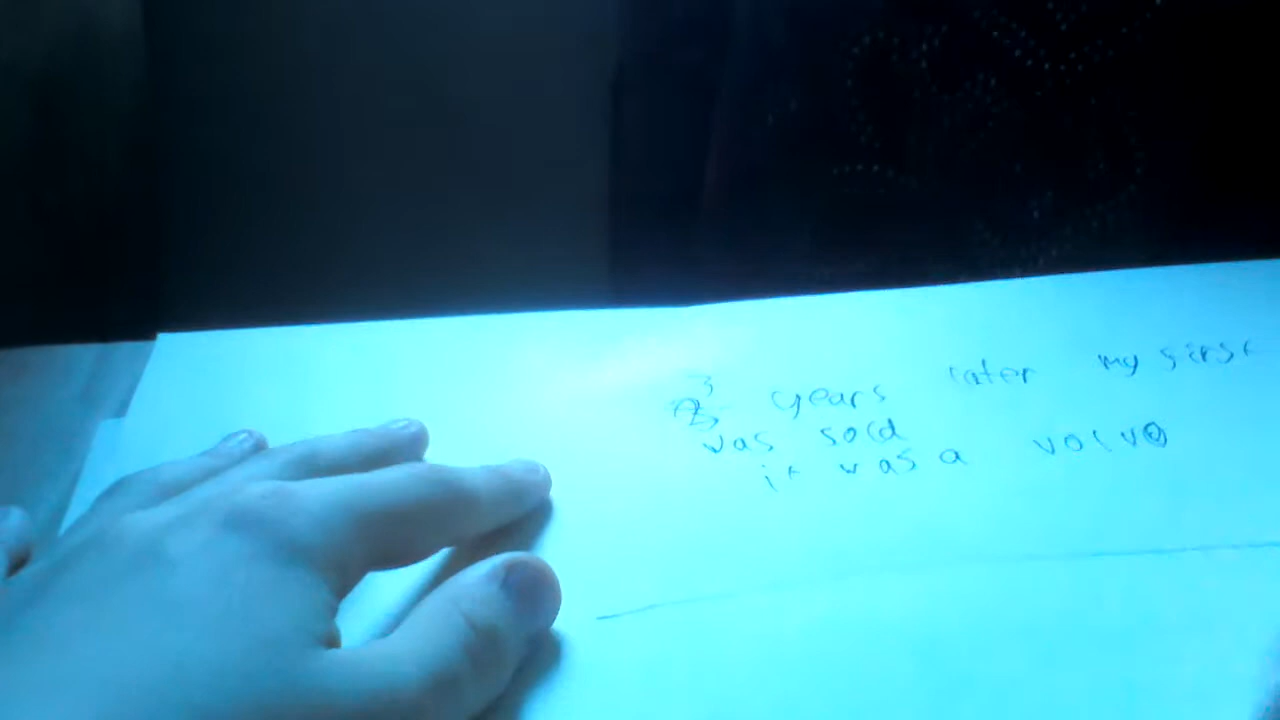 3 years later my first
was sold
it was a volvo